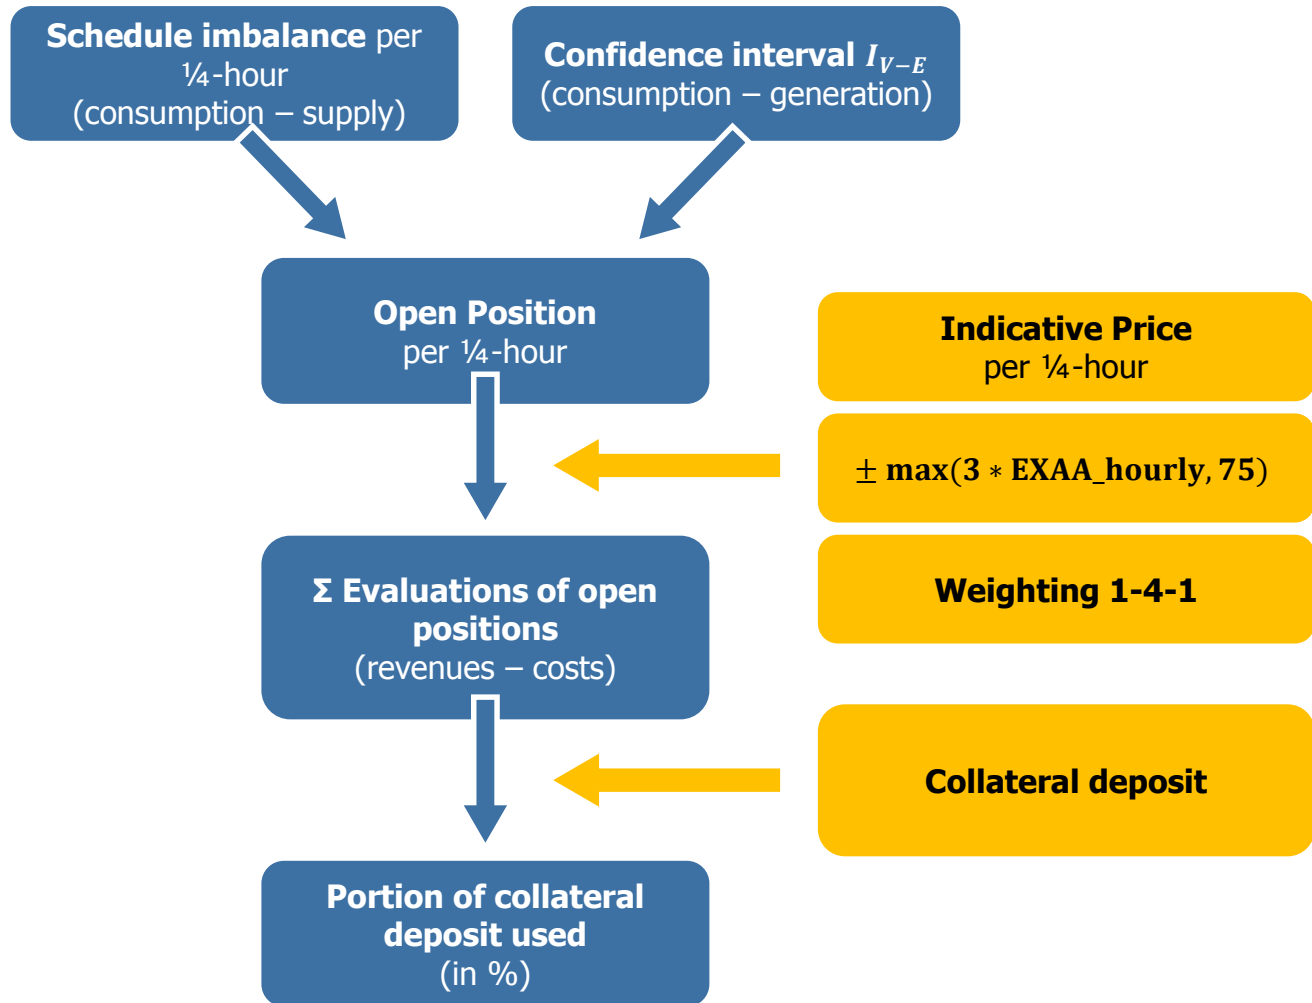 Schedule imbalance per
¼-hour
(consumption – supply)
Confidence interval I_{V−E}
(consumption – generation)
Open Position
per ¼-hour
Indicative Price
per ¼-hour
± max(3 * EXAA_hourly, 75)
Weighting 1-4-1
Σ Evaluations of open
positions
(revenues – costs)
Collateral deposit
Portion of collateral
deposit used
(in %)